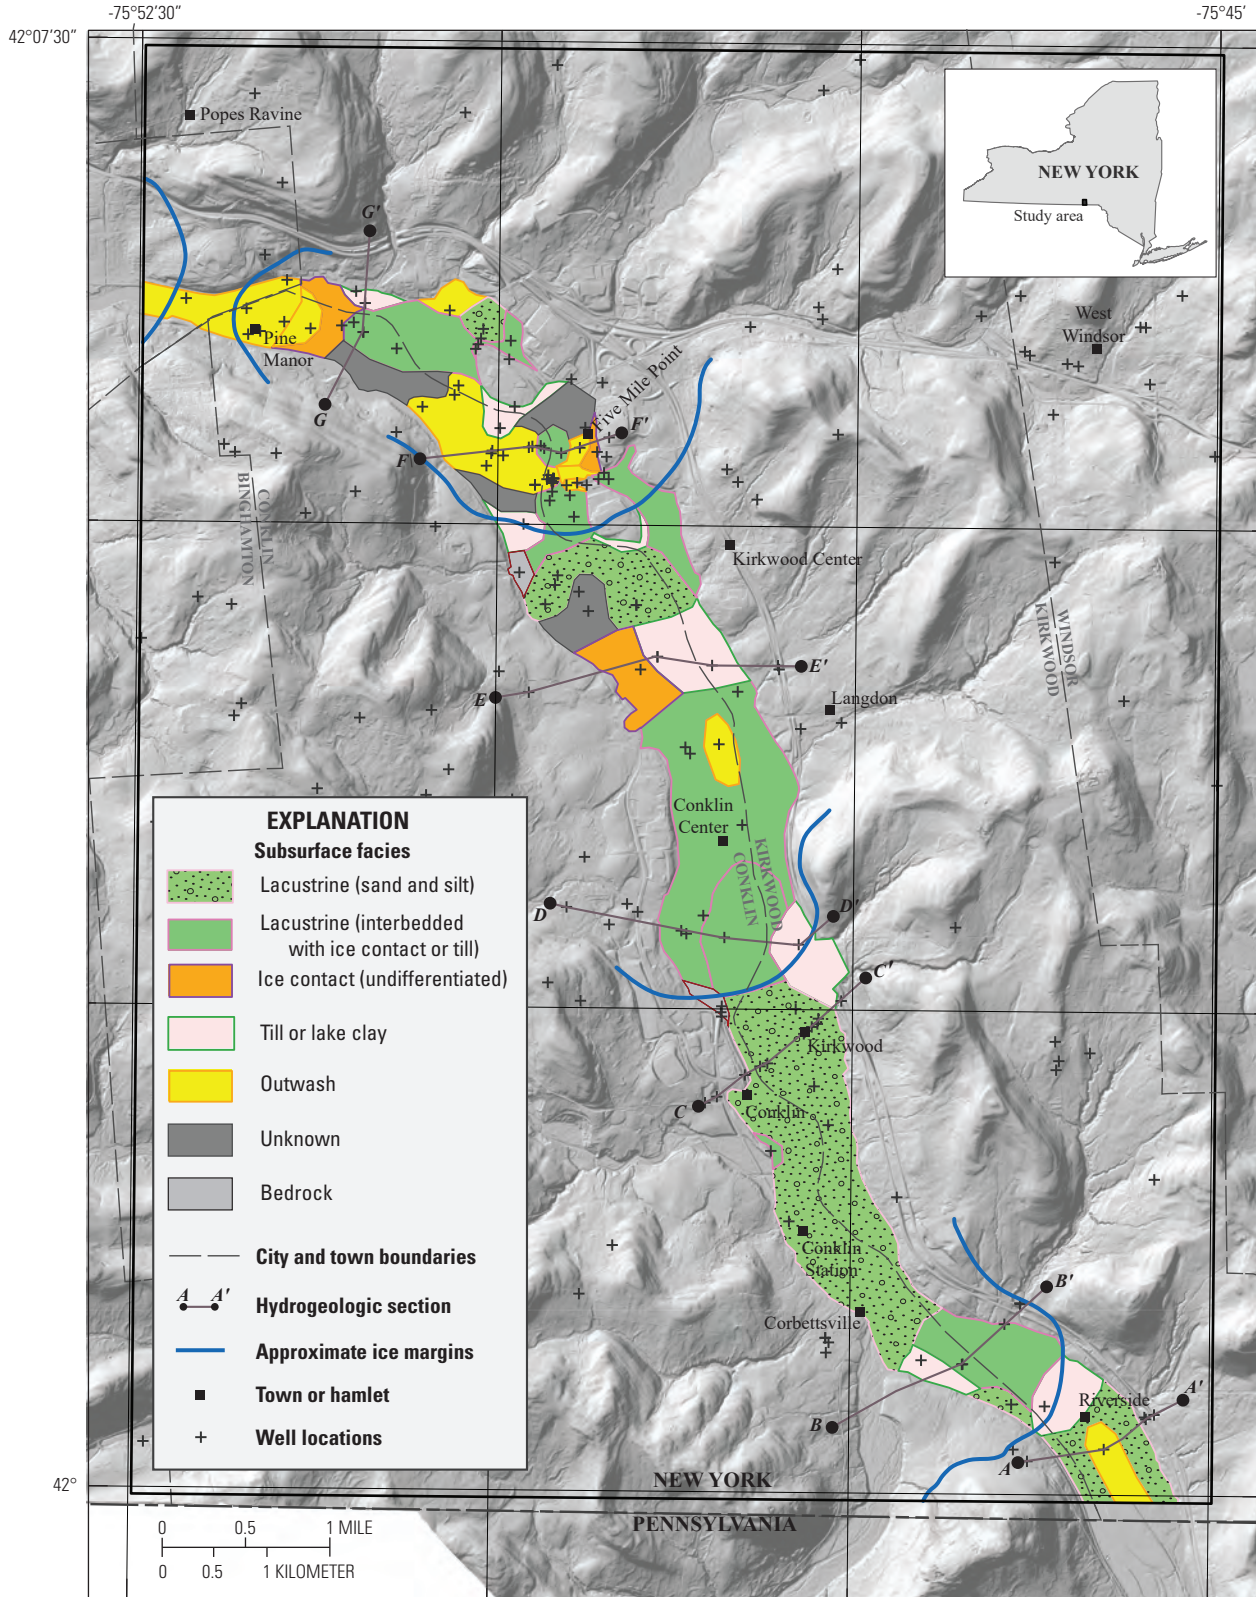 -75°52'30"
-75°45'
42°07'30"
Popes Ravine
NEW YORK
Study area
G'
West
Windsor
Pine
Manor
Five Mile Point
G
F'
F
CONKLIN
BINGHAMTON
Kirkwood Center
WINDSOR
KIRKWOOD
E'
E
Langdon
Conklin
Center
KIRKWOOD
CONKLIN
D
D'
C'
Kirkwood
C
Conklin
Conklin
Station
B'
Corbettsville
A'
Riverside
B
A
EXPLANATION
Subsurface facies
Lacustrine (sand and silt)
Lacustrine (interbedded
with ice contact or till)
Ice contact (undifferentiated)
Till or lake clay
Outwash
Unknown
Bedrock
City and town boundaries
A A' Hydrogeologic section
Approximate ice margins
Town or hamlet
Well locations
42°
NEW YORK
PENNSYLVANIA
0 0.5 1 MILE
0 0.5 1 KILOMETER